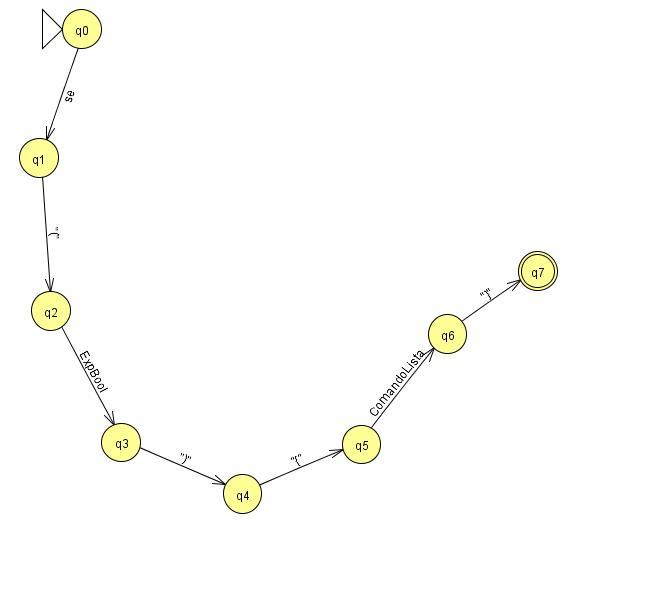 q0
se
q1
"("
q2
ExpBool
q3
")"
q4
"{"
q5
ComandoLista
q6
"}"
q7